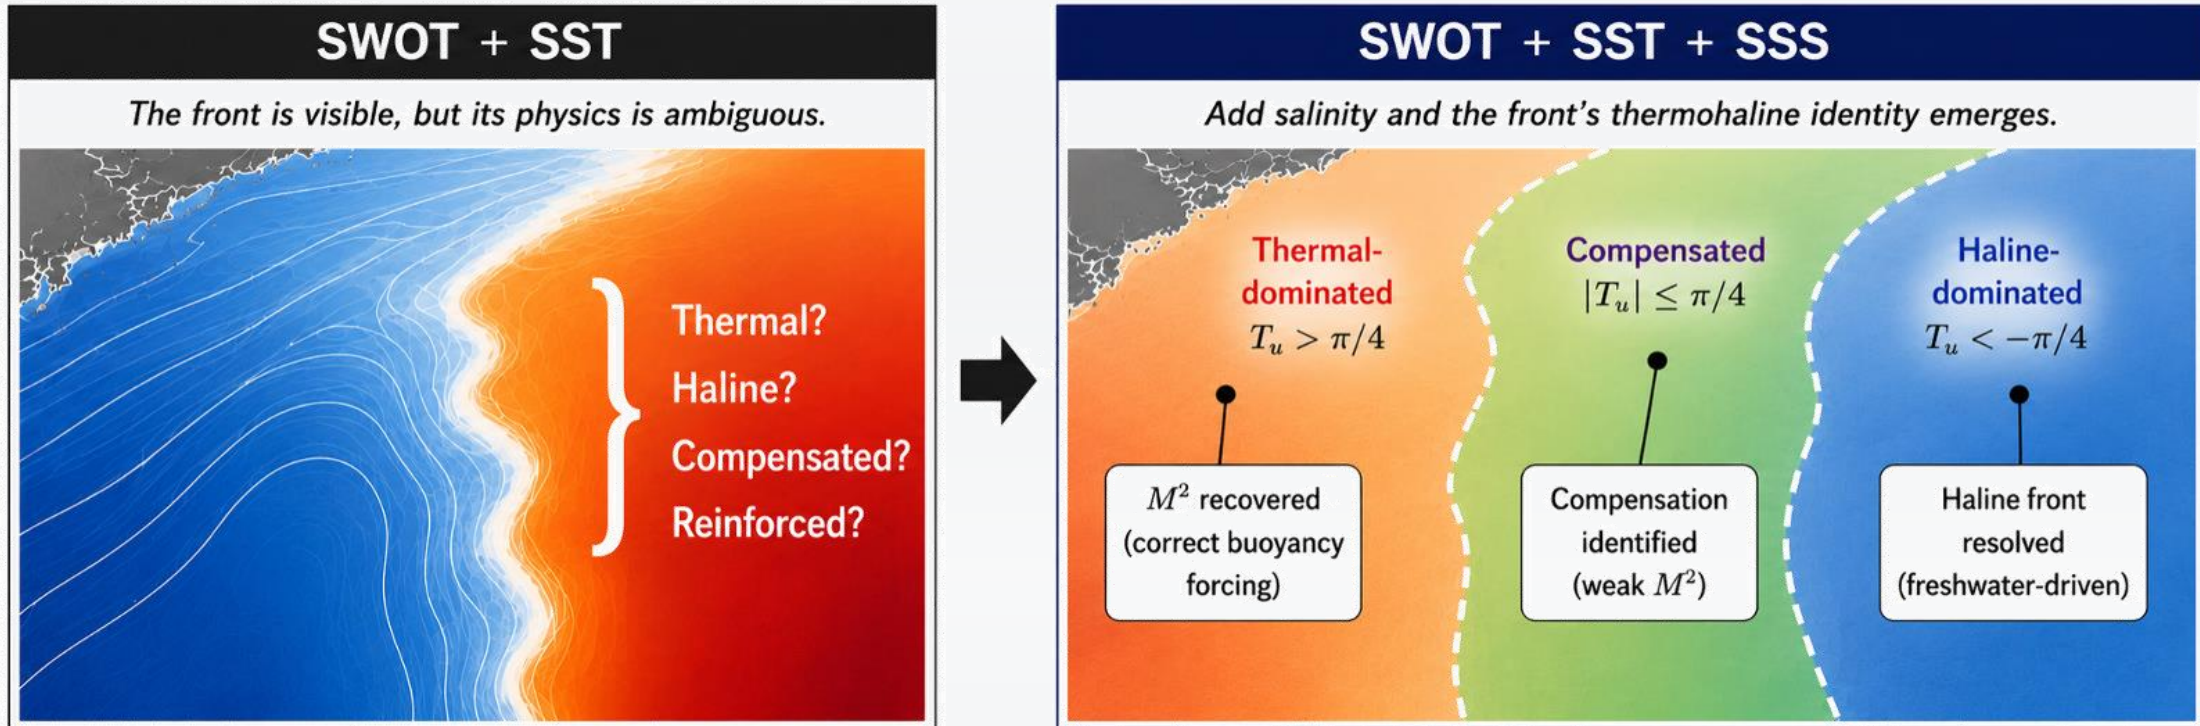 SWOT + SST
The front is visible, but its physics is ambiguous.
Thermal?
Haline?
Compensated?
Reinforced?
SWOT + SST + SSS
Add salinity and the front’s thermohaline identity emerges.
Thermal-
dominated
T_u > π/4
Compensated
|T_u| ≤ π/4
Haline-
dominated
T_u < −π/4
M² recovered
(correct buoyancy
forcing)
Compensation
identified
(weak M²)
Haline front
resolved
(freshwater-driven)